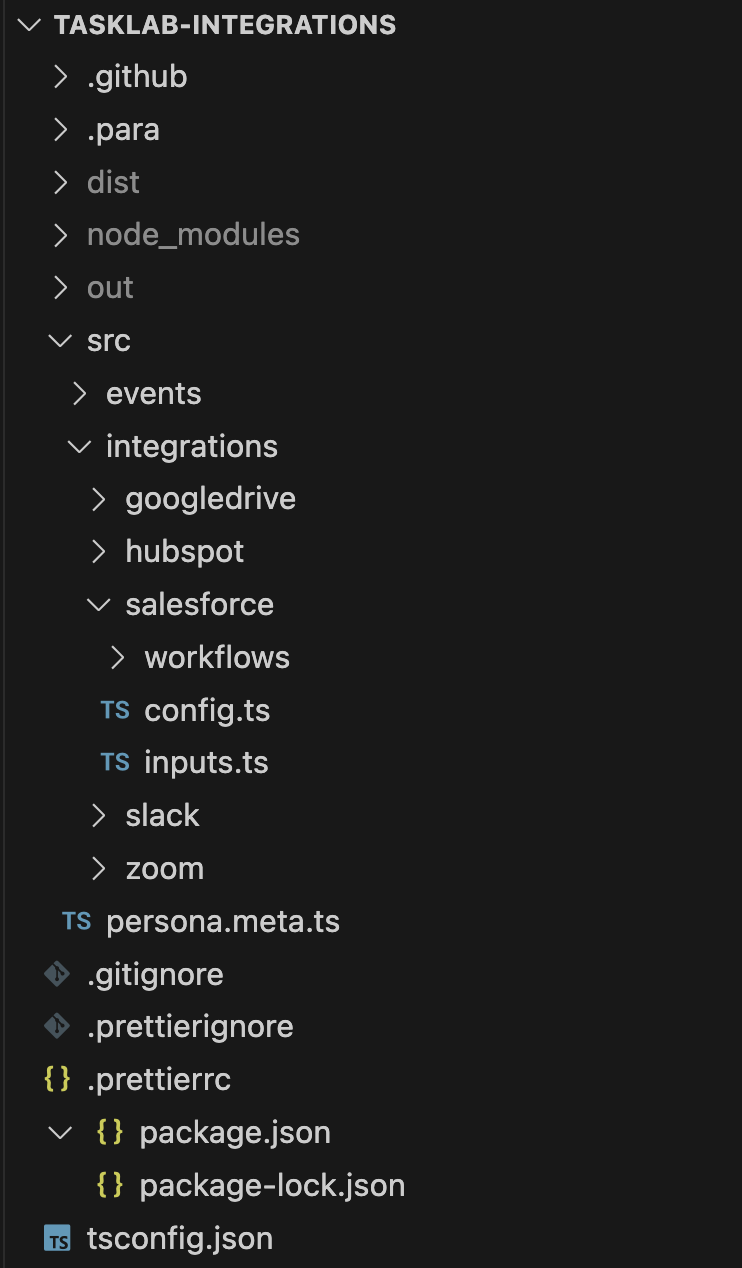 TASKLAB-INTEGRATIONS
.github
.para
dist
node_modules
out
src
events
integrations
googledrive
hubspot
salesforce
workflows
TS config.ts
TS inputs.ts
slack
zoom
TS persona.meta.ts
.gitignore
.prettierignore
{} .prettierrc
{} package.json
{} package-lock.json
TS tsconfig.json